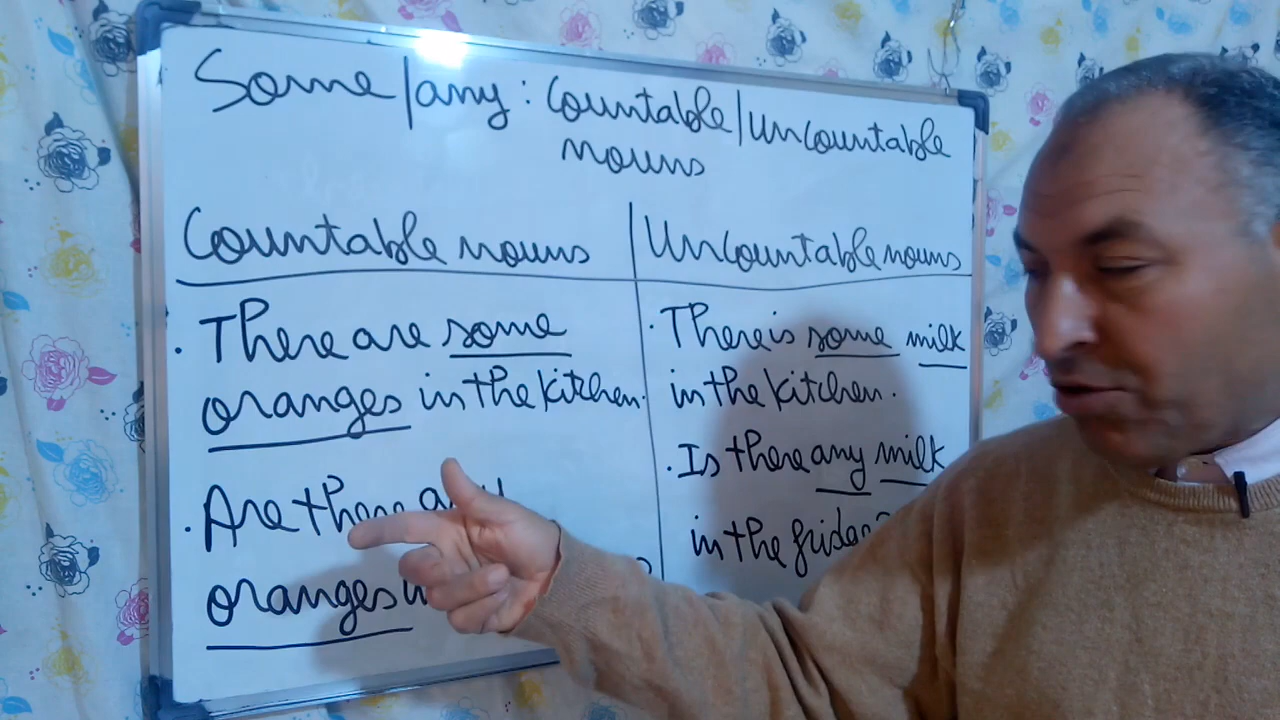 Some/any: Countable/Uncountable
nouns
Countable nouns | Uncountable nouns
. There are some
oranges in the kitchen.
. Are there any
oranges ?
. There is some milk
in the kitchen.
. Is there any milk
in the fridge?